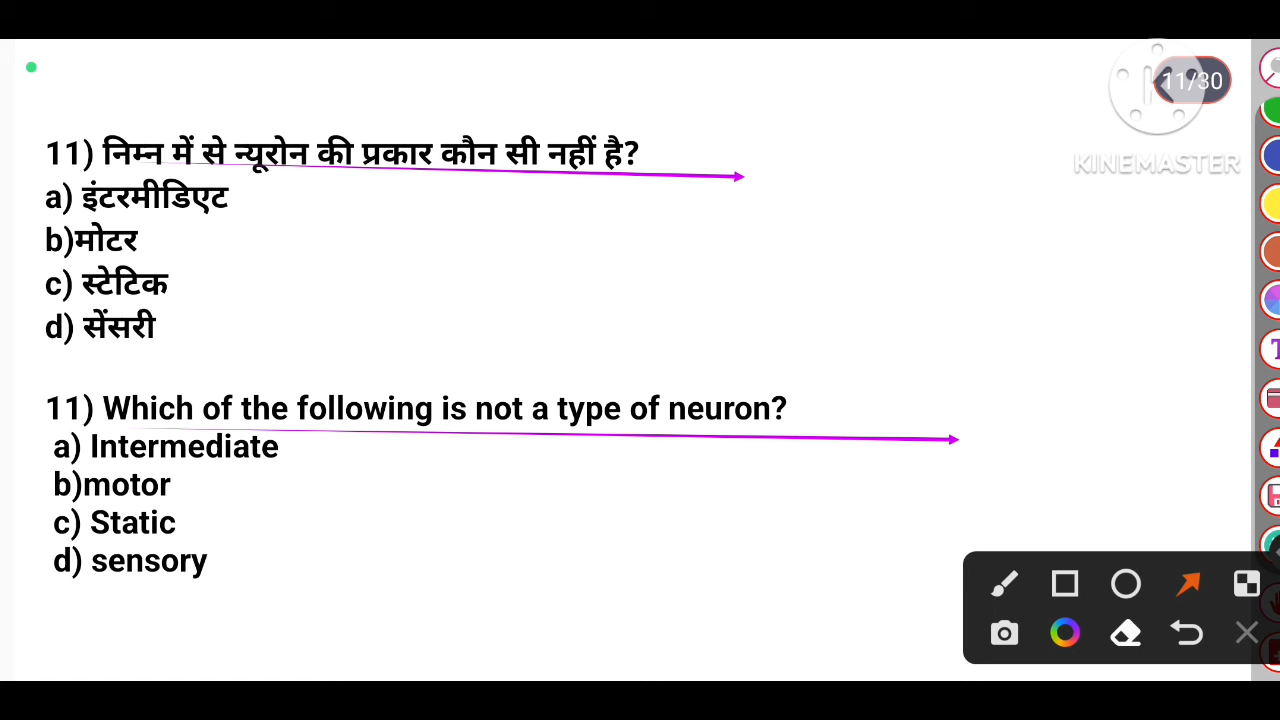 11/30
KINEMASTER
11) निम्न में से न्यूरोन की प्रकार कौन सी नहीं है?
a) इंटरमीडिएट
b)मोटर
c) स्टेटिक
d) सेंसरी
11) Which of the following is not a type of neuron?
a) Intermediate
b)motor
c) Static
d) sensory